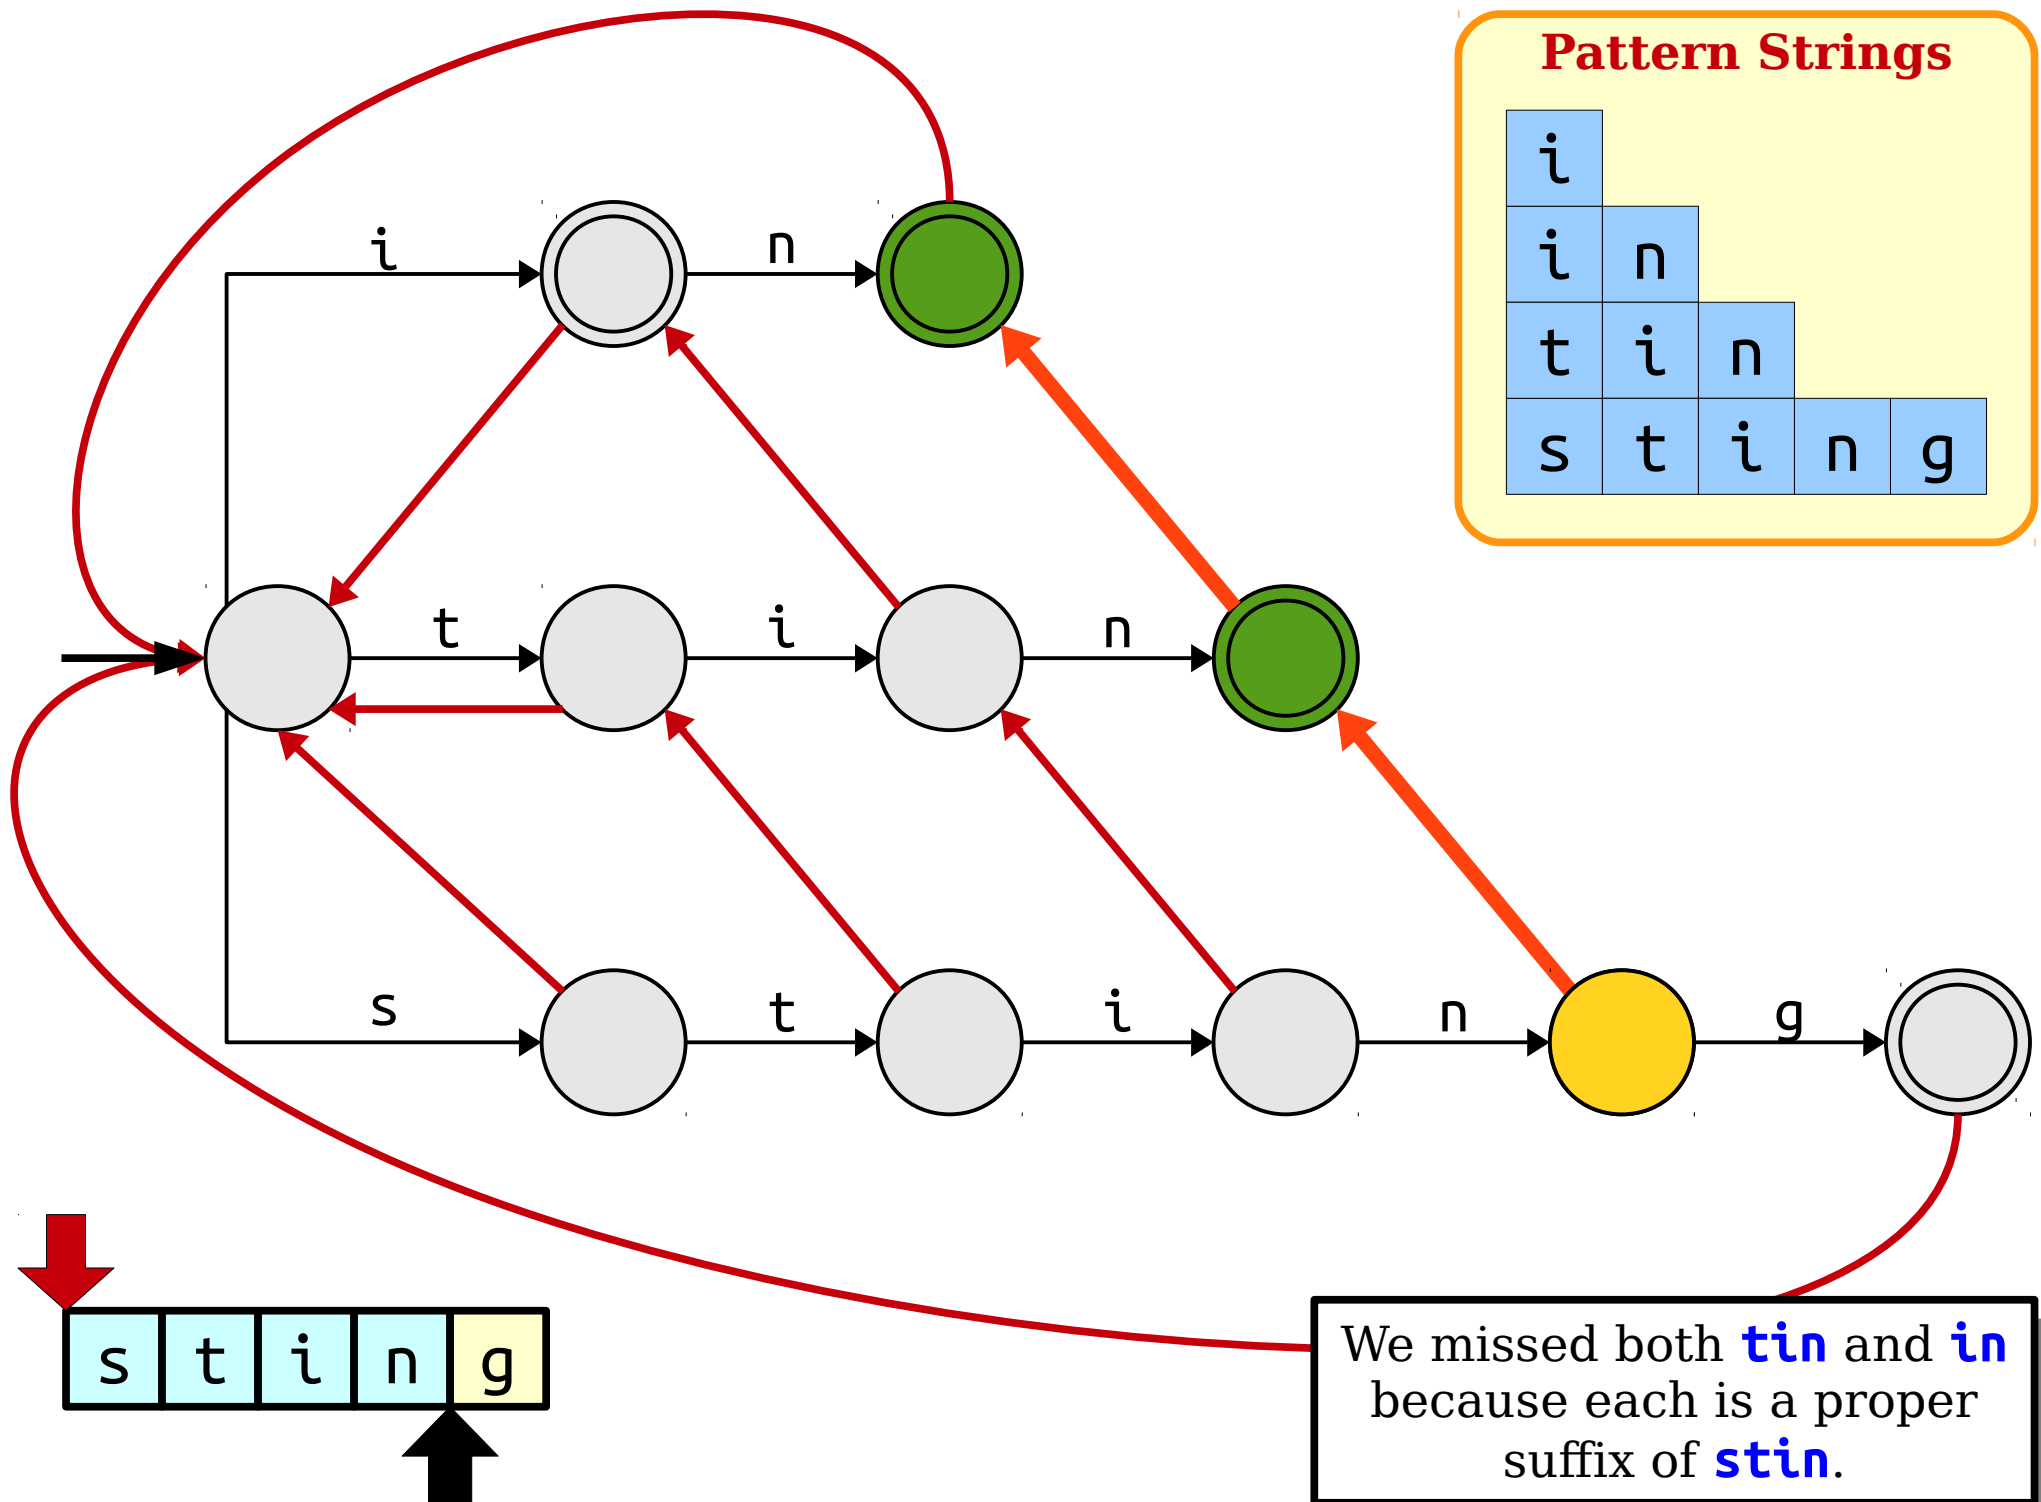 Pattern Strings
i
i n
t i n
s t i n g
i n
t i n
s t i n g
s t i n g
We missed both tin and in
because each is a proper
suffix of stin.